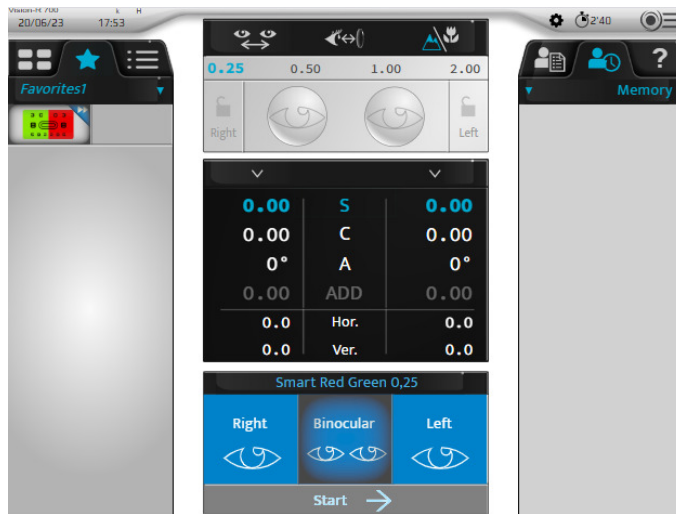 Vision-R 700
20/06/23 17:53
2'40
Favorites1
Memory
?
0.25 0.50 1.00 2.00
Right Left
0.00 S 0.00
0.00 C 0.00
0° A 0°
0.00 ADD 0.00
0.0 Hor. 0.0
0.0 Ver. 0.0
Smart Red Green 0,25
Right Binocular Left
Start